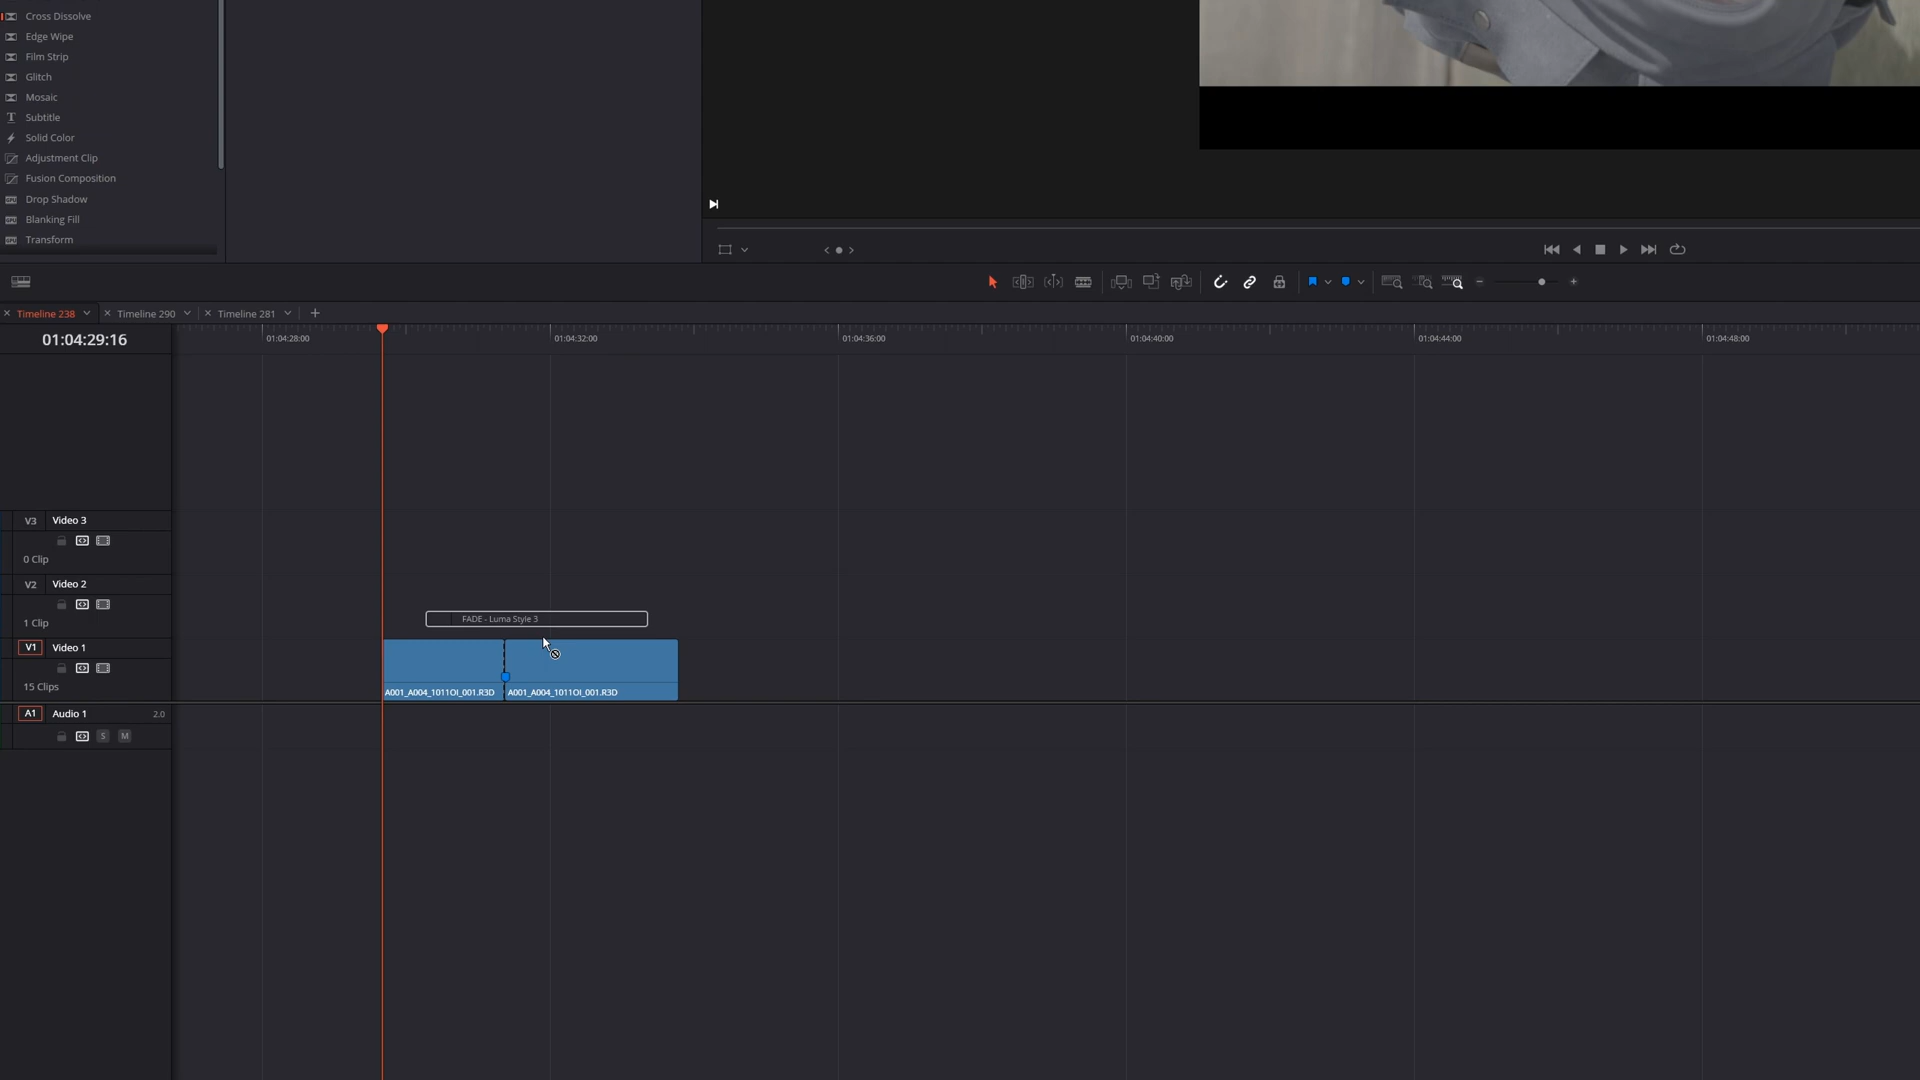 Cross Dissolve
Edge Wipe
Film Strip
Glitch
Mosaic
T Subtitle
Solid Color
Adjustment Clip
Fusion Composition
Drop Shadow
Blanking Fill
Transform
Timeline 238
Timeline 290
Timeline 281
01:04:29:16
01:04:28:00
01:04:32:00
01:04:36:00
01:04:40:00
01:04:44:00
01:04:48:00
V3 Video 3
0 Clip
V2 Video 2
1 Clip
FADE - Luma Style 3
V1 Video 1
15 Clips
A001_A004_1011OI_001.R3D
A001_A004_1011OI_001.R3D
A1 Audio 1 2.0
S M